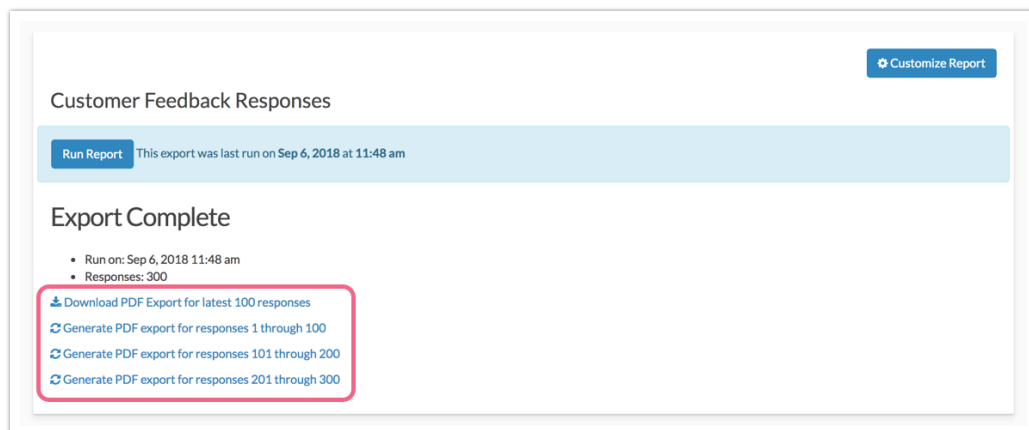 Customize Report
Customer Feedback Responses
Run Report This export was last run on Sep 6, 2018 at 11:48 am
Export Complete
Run on: Sep 6, 2018 11:48 am
Responses: 300
Download PDF Export for latest 100 responses
Generate PDF export for responses 1 through 100
Generate PDF export for responses 101 through 200
Generate PDF export for responses 201 through 300